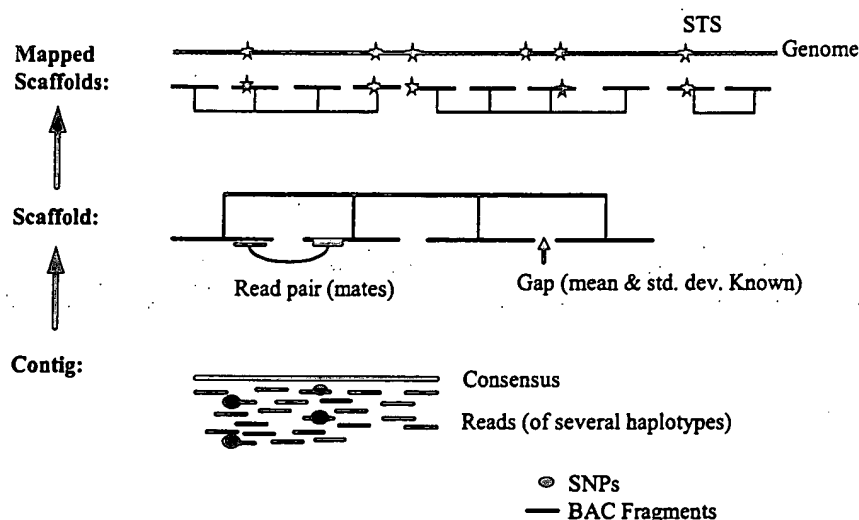 STS
Genome
Mapped
Scaffolds:
Scaffold:
Read pair (mates)
Gap (mean & std. dev. Known)
Contig:
Consensus
Reads (of several haplotypes)
SNPs
BAC Fragments